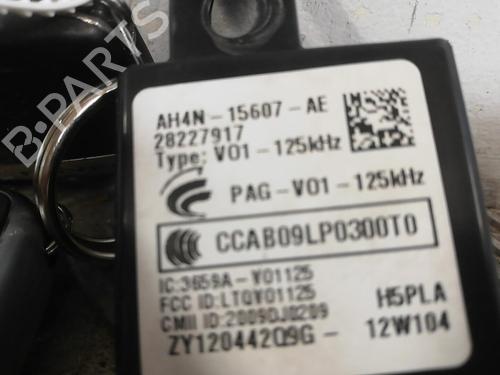 B-PARTS
AH4N-15607-AE
28227917
Type: V01-125kHz
PAG-V01-125kHz
CCAB09LP0300T0
IC:3659A-V01125
FCC ID:LTQV01125
CMII ID:2009DJ0209
H5PLA
ZY120442Q9G- 12W104